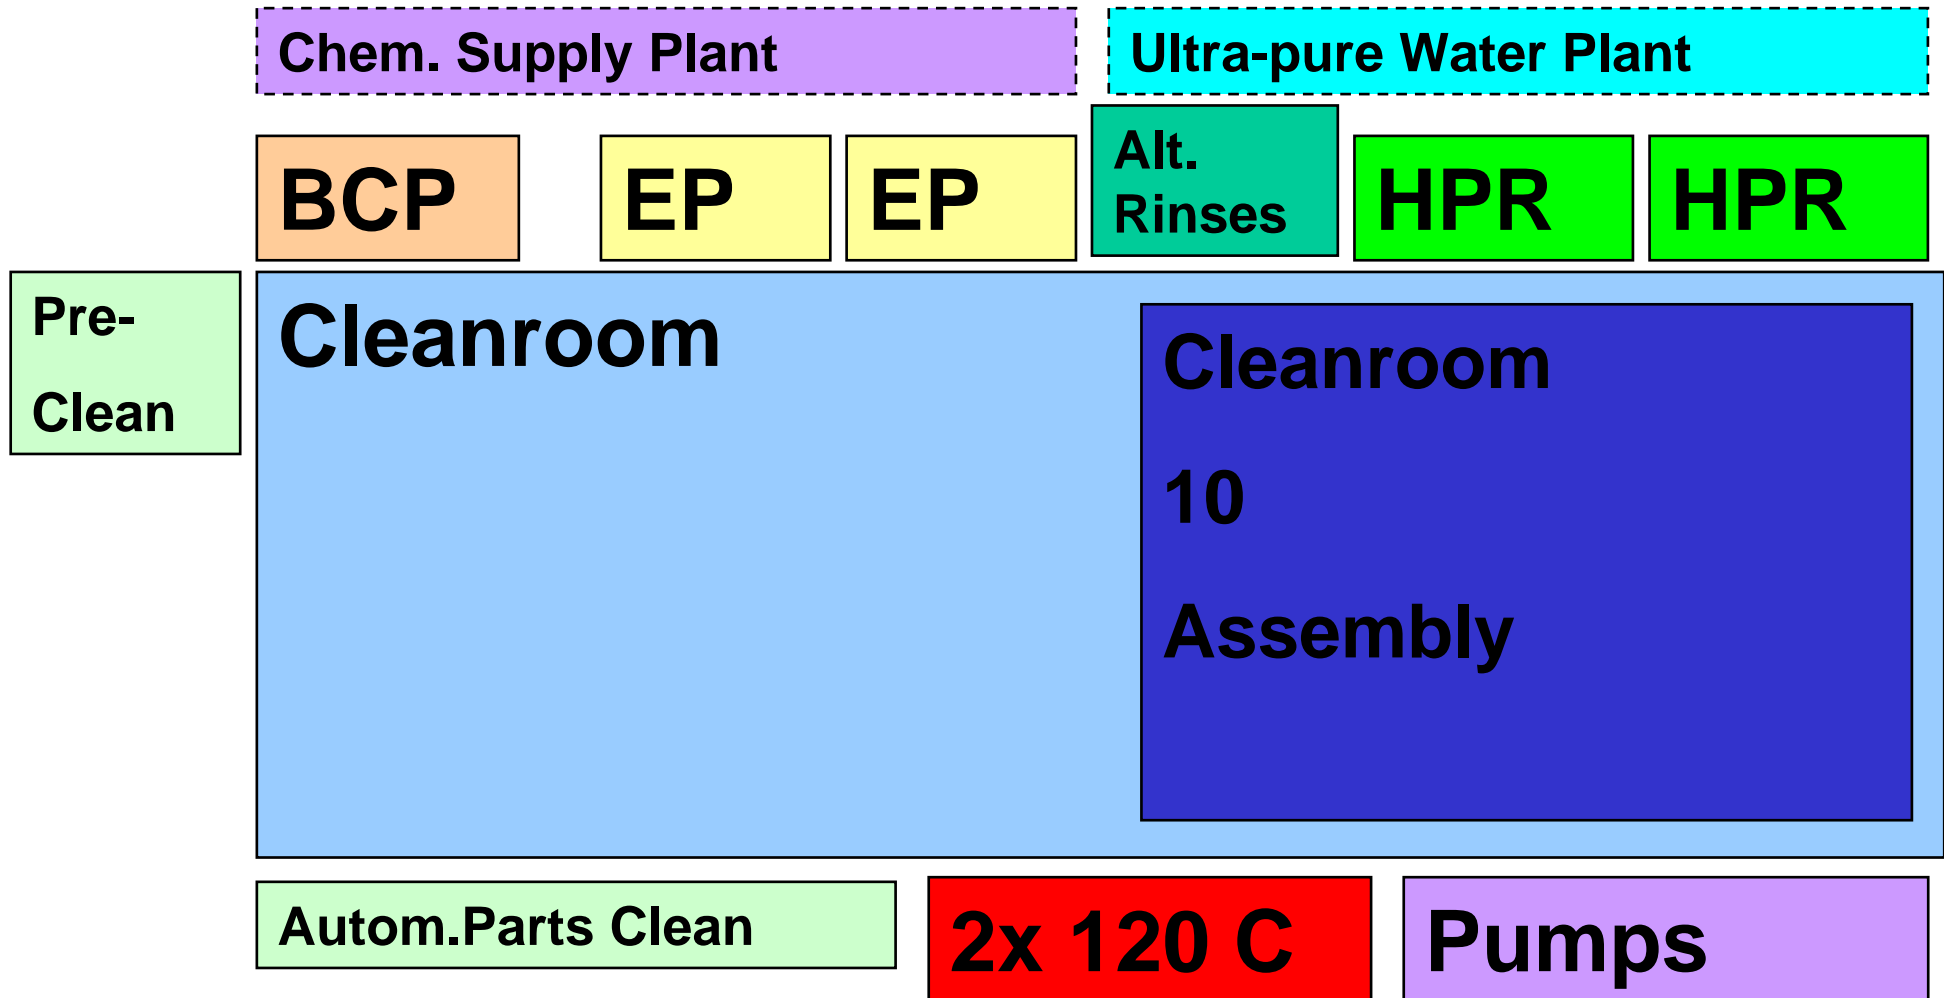 Chem. Supply Plant
Ultra-pure Water Plant
BCP
EP
EP
Alt.
Rinses
HPR
HPR
Pre-
Clean
Cleanroom
Cleanroom
10
Assembly
Autom.Parts Clean
2x 120 C
Pumps